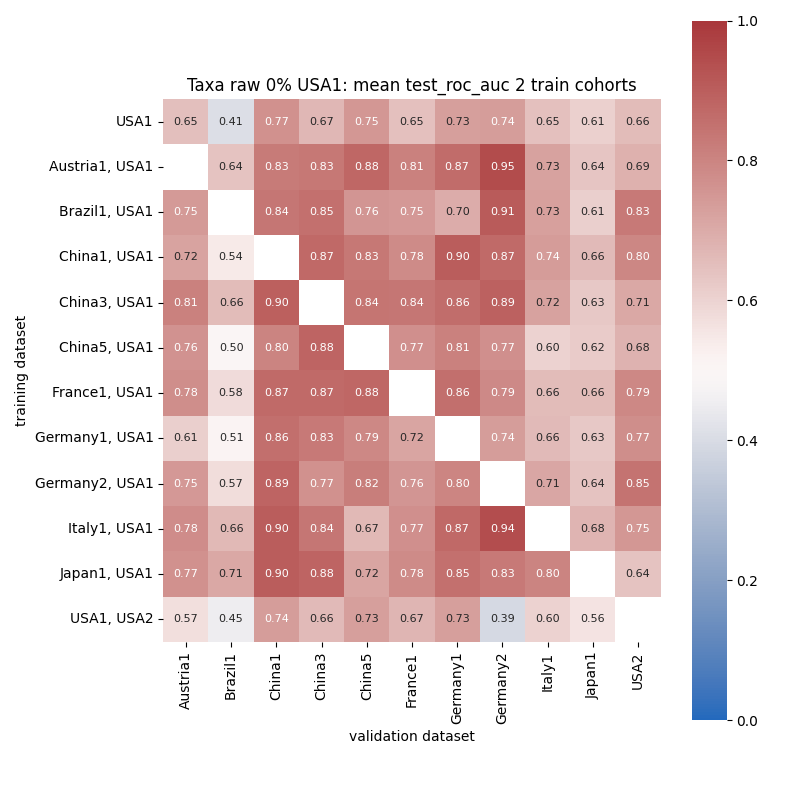 Taxa raw 0% USA1: mean test_roc_auc 2 train cohorts
USA1 0.65 0.41 0.77 0.67 0.75 0.65 0.73 0.74 0.65 0.61 0.66
Austria1, USA1 0.64 0.83 0.83 0.88 0.81 0.87 0.95 0.73 0.64 0.69
Brazil1, USA1 0.75 0.84 0.85 0.76 0.75 0.70 0.91 0.73 0.61 0.83
China1, USA1 0.72 0.54 0.87 0.83 0.78 0.90 0.87 0.74 0.66 0.80
China3, USA1 0.81 0.66 0.90 0.84 0.84 0.86 0.89 0.72 0.63 0.71
China5, USA1 0.76 0.50 0.80 0.88 0.77 0.81 0.77 0.60 0.62 0.68
France1, USA1 0.78 0.58 0.87 0.87 0.88 0.86 0.79 0.66 0.66 0.79
Germany1, USA1 0.61 0.51 0.86 0.83 0.79 0.72 0.74 0.66 0.63 0.77
Germany2, USA1 0.75 0.57 0.89 0.77 0.82 0.76 0.80 0.71 0.64 0.85
Italy1, USA1 0.78 0.66 0.90 0.84 0.67 0.77 0.87 0.94 0.68 0.75
Japan1, USA1 0.77 0.71 0.90 0.88 0.72 0.78 0.85 0.83 0.80 0.64
USA1, USA2 0.57 0.45 0.74 0.66 0.73 0.67 0.73 0.39 0.60 0.56
Austria1 Brazil1 China1 China3 China5 France1 Germany1 Germany2 Italy1 Japan1 USA2
validation dataset
training dataset
1.0
0.8
0.6
0.4
0.2
0.0